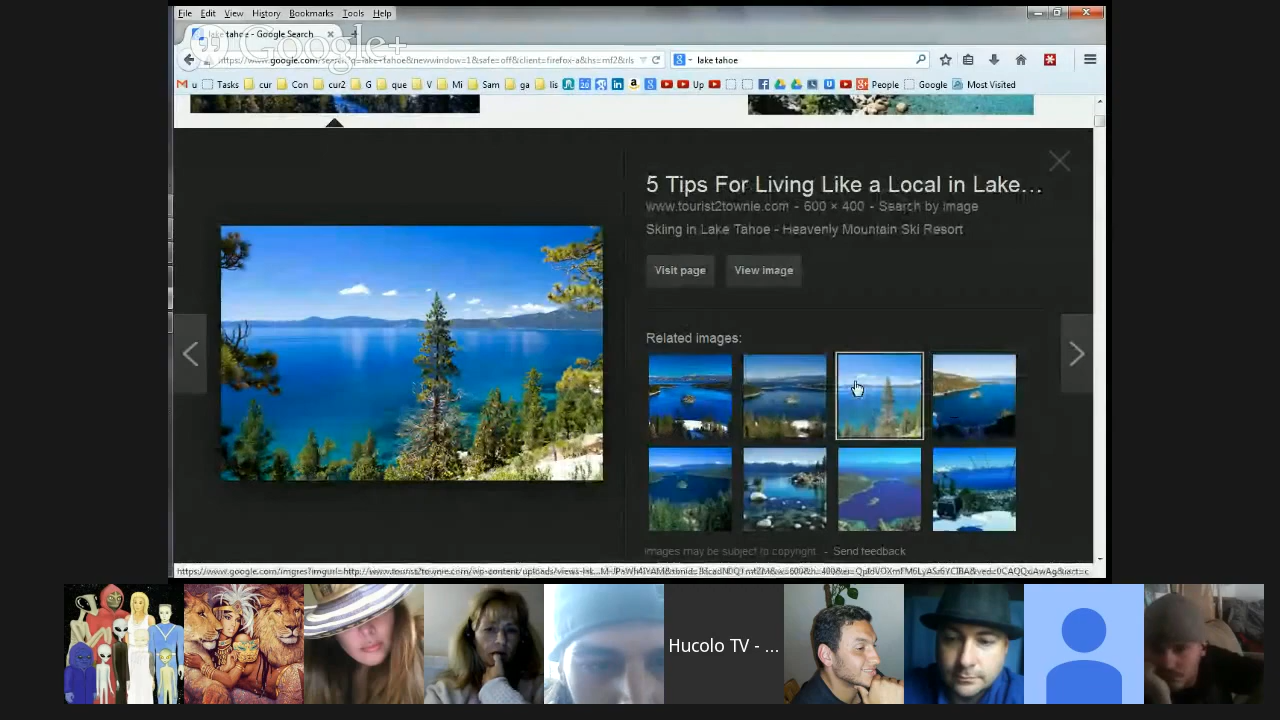 File Edit View History Bookmarks Tools Help
lake tahoe - Google Search
Google+
lake tahoe
u Tasks cur Con cur2 G que V Mi Sam ga lis Up People Google Most Visited
5 Tips For Living Like a Local in Lake...
www.tourist2townie.com - 600 × 400 - Search by image
Skiing in Lake Tahoe - Heavenly Mountain Ski Resort
Visit page View image
Related images:
Images may be subject to copyright. - Send feedback
Hucolo TV - ...